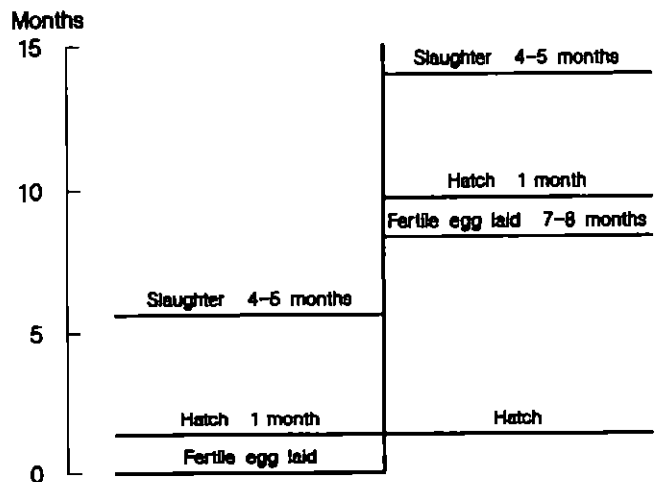 Months
15
Slaughter 4-5 months
Hatch 1 month
10
Fertile egg laid 7-8 months
Slaughter 4-5 months
5
Hatch 1 month
Hatch
Fertile egg laid
0